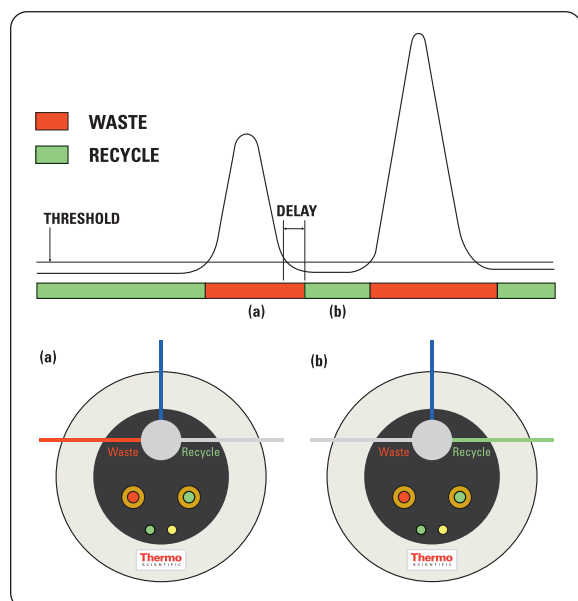 WASTE
RECYCLE
THRESHOLD
DELAY
(a) (b)
(a) (b)
Waste Recycle Waste Recycle
Thermo Thermo
SCIENTIFIC SCIENTIFIC